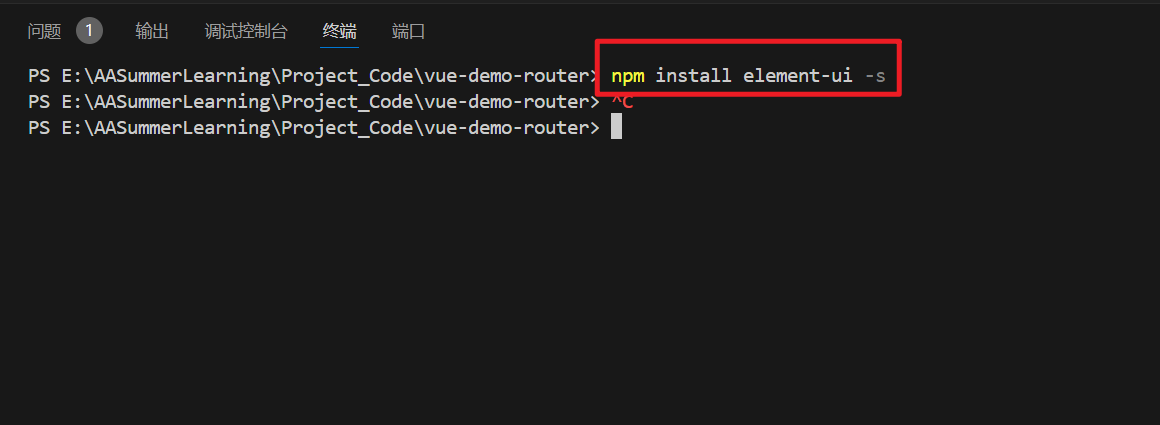 问题 1 输出 调试控制台 终端 端口
PS E:\AASummerLearning\Project_Code\vue-demo-router> npm install element-ui -s
PS E:\AASummerLearning\Project_Code\vue-demo-router> ^C
PS E:\AASummerLearning\Project_Code\vue-demo-router>